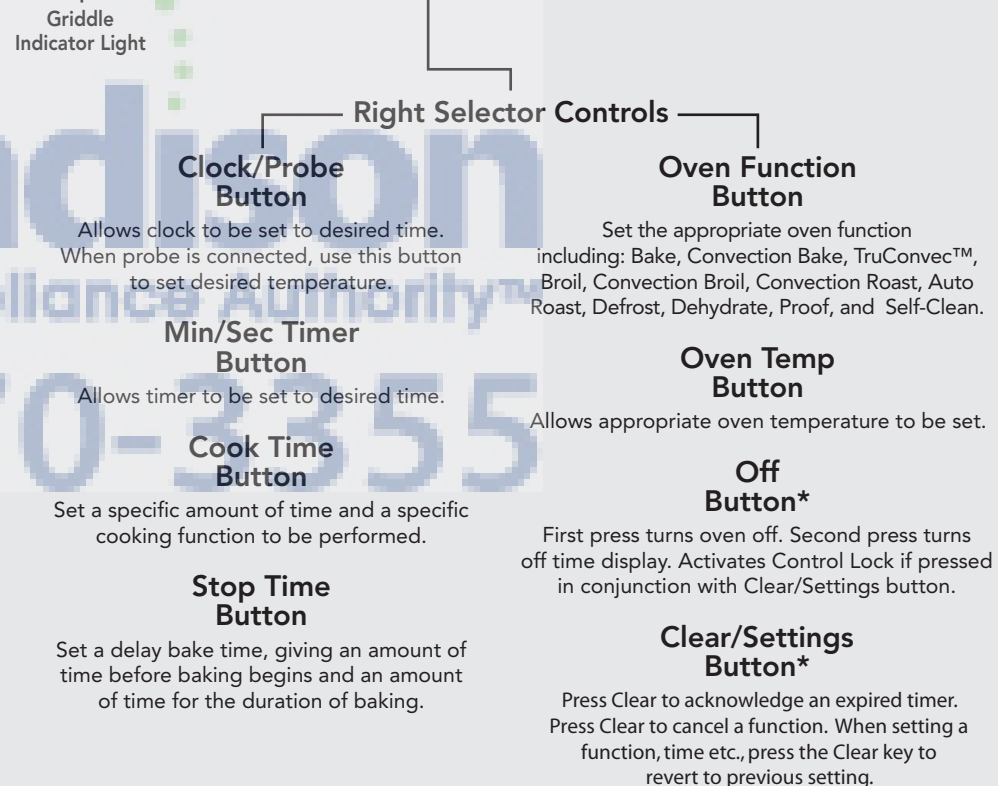 Griddle
Indicator Light
Right Selector Controls
Clock/Probe
Button
Allows clock to be set to desired time.
When probe is connected, use this button
to set desired temperature.
Min/Sec Timer
Button
Allows timer to be set to desired time.
Cook Time
Button
Set a specific amount of time and a specific
cooking function to be performed.
Stop Time
Button
Set a delay bake time, giving an amount of
time before baking begins and an amount
of time for the duration of baking.
Oven Function
Button
Set the appropriate oven function
including: Bake, Convection Bake, TruConvec™,
Broil, Convection Broil, Convection Roast, Auto
Roast, Defrost, Dehydrate, Proof, and Self-Clean.
Oven Temp
Button
Allows appropriate oven temperature to be set.
Off
Button*
First press turns oven off. Second press turns
off time display. Activates Control Lock if pressed
in conjunction with Clear/Settings button.
Clear/Settings
Button*
Press Clear to acknowledge an expired timer.
Press Clear to cancel a function. When setting a
function, time etc., press the Clear key to
revert to previous setting.
adison
pliance Authority™
70-3355